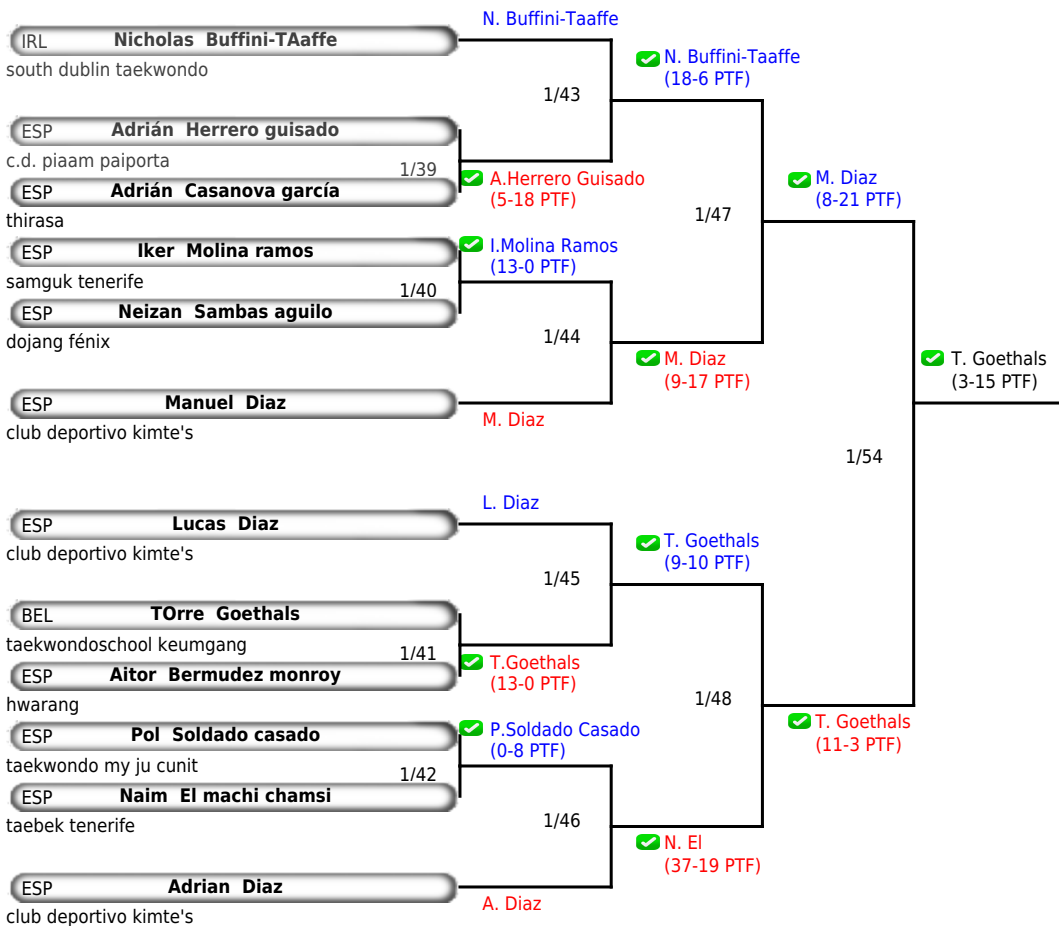 N. Buffini-Taaffe
IRL Nicholas Buffini-TAaffe
south dublin taekwondo
N. Buffini-Taaffe
(18-6 PTF)
1/43
ESP Adrián Herrero guisado
c.d. piaam paiporta
1/39
A.Herrero Guisado
(5-18 PTF)
ESP Adrián Casanova garcía
thirasa
M. Diaz
(8-21 PTF)
1/47
ESP Iker Molina ramos
samguk tenerife
I.Molina Ramos
(13-0 PTF)
1/40
ESP Neizan Sambas aguilo
dojang fénix
1/44
M. Diaz
(9-17 PTF)
T. Goethals
(3-15 PTF)
ESP Manuel Diaz
club deportivo kimte's
M. Diaz
1/54
L. Diaz
ESP Lucas Diaz
club deportivo kimte's
T. Goethals
(9-10 PTF)
1/45
BEL TOrre Goethals
taekwondoschool keumgang
1/41
T.Goethals
(13-0 PTF)
ESP Aitor Bermudez monroy
hwarang
1/48
T. Goethals
(11-3 PTF)
ESP Pol Soldado casado
taekwondo my ju cunit
P.Soldado Casado
(0-8 PTF)
1/42
ESP Naim El machi chamsi
taebek tenerife
1/46
N. El
(37-19 PTF)
ESP Adrian Diaz
club deportivo kimte's
A. Diaz